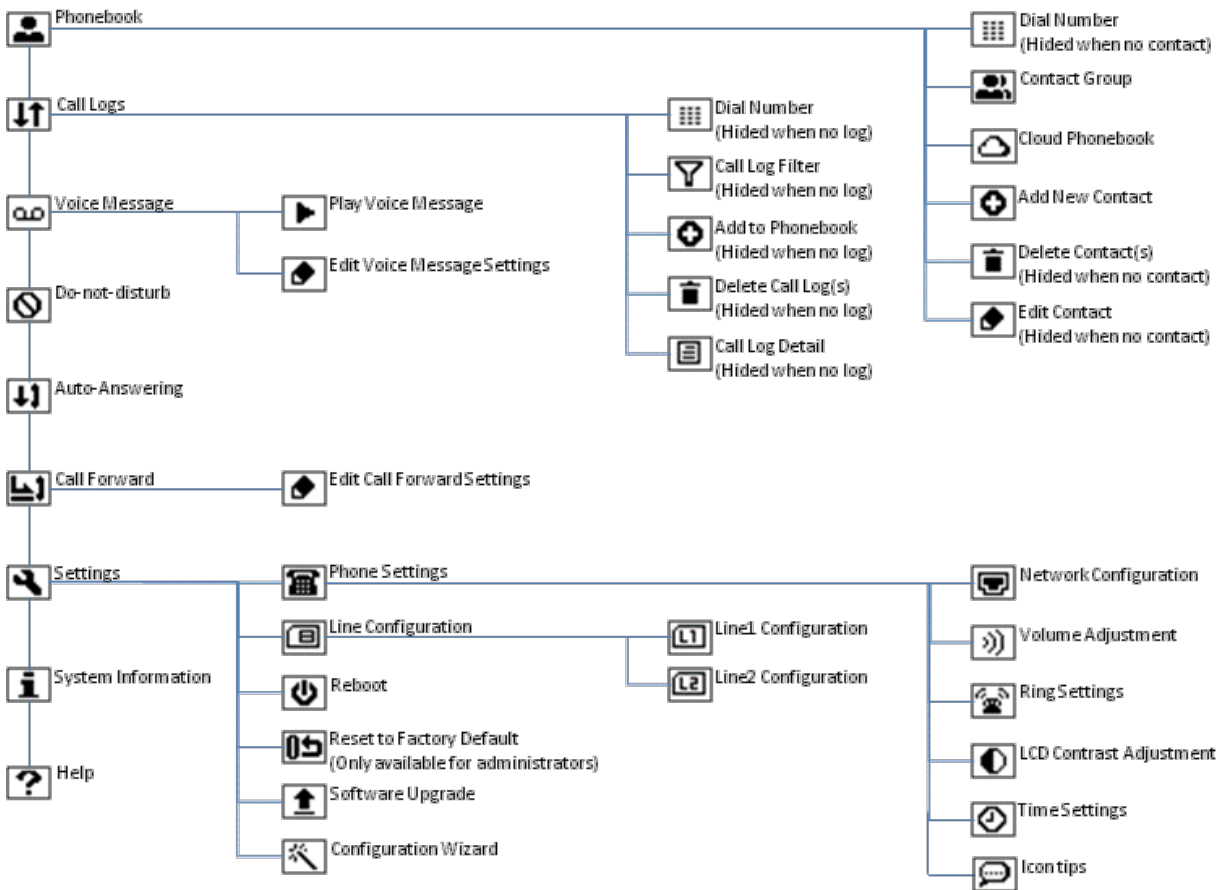 Phonebook
Dial Number
(Hided when no contact)
Contact Group
Cloud Phonebook
Add New Contact
Delete Contact(s)
(Hided when no contact)
Edit Contact
(Hided when no contact)
Call Logs
Dial Number
(Hided when no log)
Call Log Filter
(Hided when no log)
Add to Phonebook
(Hided when no log)
Delete Call Log(s)
(Hided when no log)
Call Log Detail
(Hided when no log)
Voice Message
Play Voice Message
Edit Voice Message Settings
Do-not-disturb
Auto-Answering
Call Forward
Edit Call Forward Settings
Settings
Phone Settings
Network Configuration
Volume Adjustment
Ring Settings
LCD Contrast Adjustment
Time Settings
Icon tips
Line Configuration
L1
Line1 Configuration
L2
Line2 Configuration
Reboot
Reset to Factory Default
(Only available for administrators)
Software Upgrade
Configuration Wizard
System Information
Help